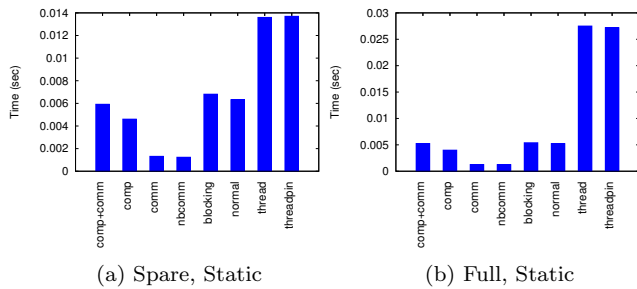 0.014
0.012
0.01
0.008
0.006
0.004
0.002
0
Time (sec)
comp+comm
comp
comm
nbcomm
blocking
normal
thread
threadpin
(a) Spare, Static
0.03
0.025
0.02
0.015
0.01
0.005
0
Time (sec)
comp+comm
comp
comm
nbcomm
blocking
normal
thread
threadpin
(b) Full, Static